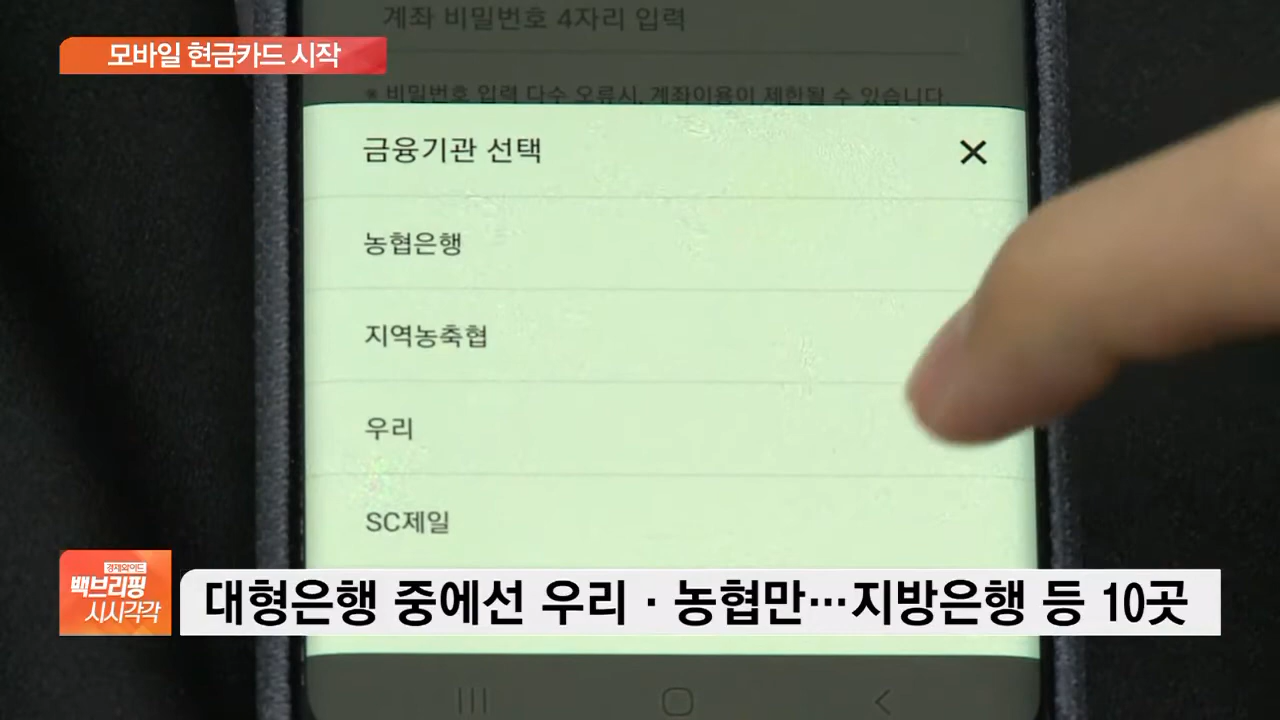 계좌 비밀번호 4자리 입력
모바일 현금카드 시작
※ 비밀번호 입력 다수 오류시, 계좌이용이 제한될 수 있습니다.
금융기관 선택
농협은행
지역농축협
우리
SC제일
경제와이드
백브리핑
시시각각
대형은행 중에선 우리·농협만…지방은행 등 10곳